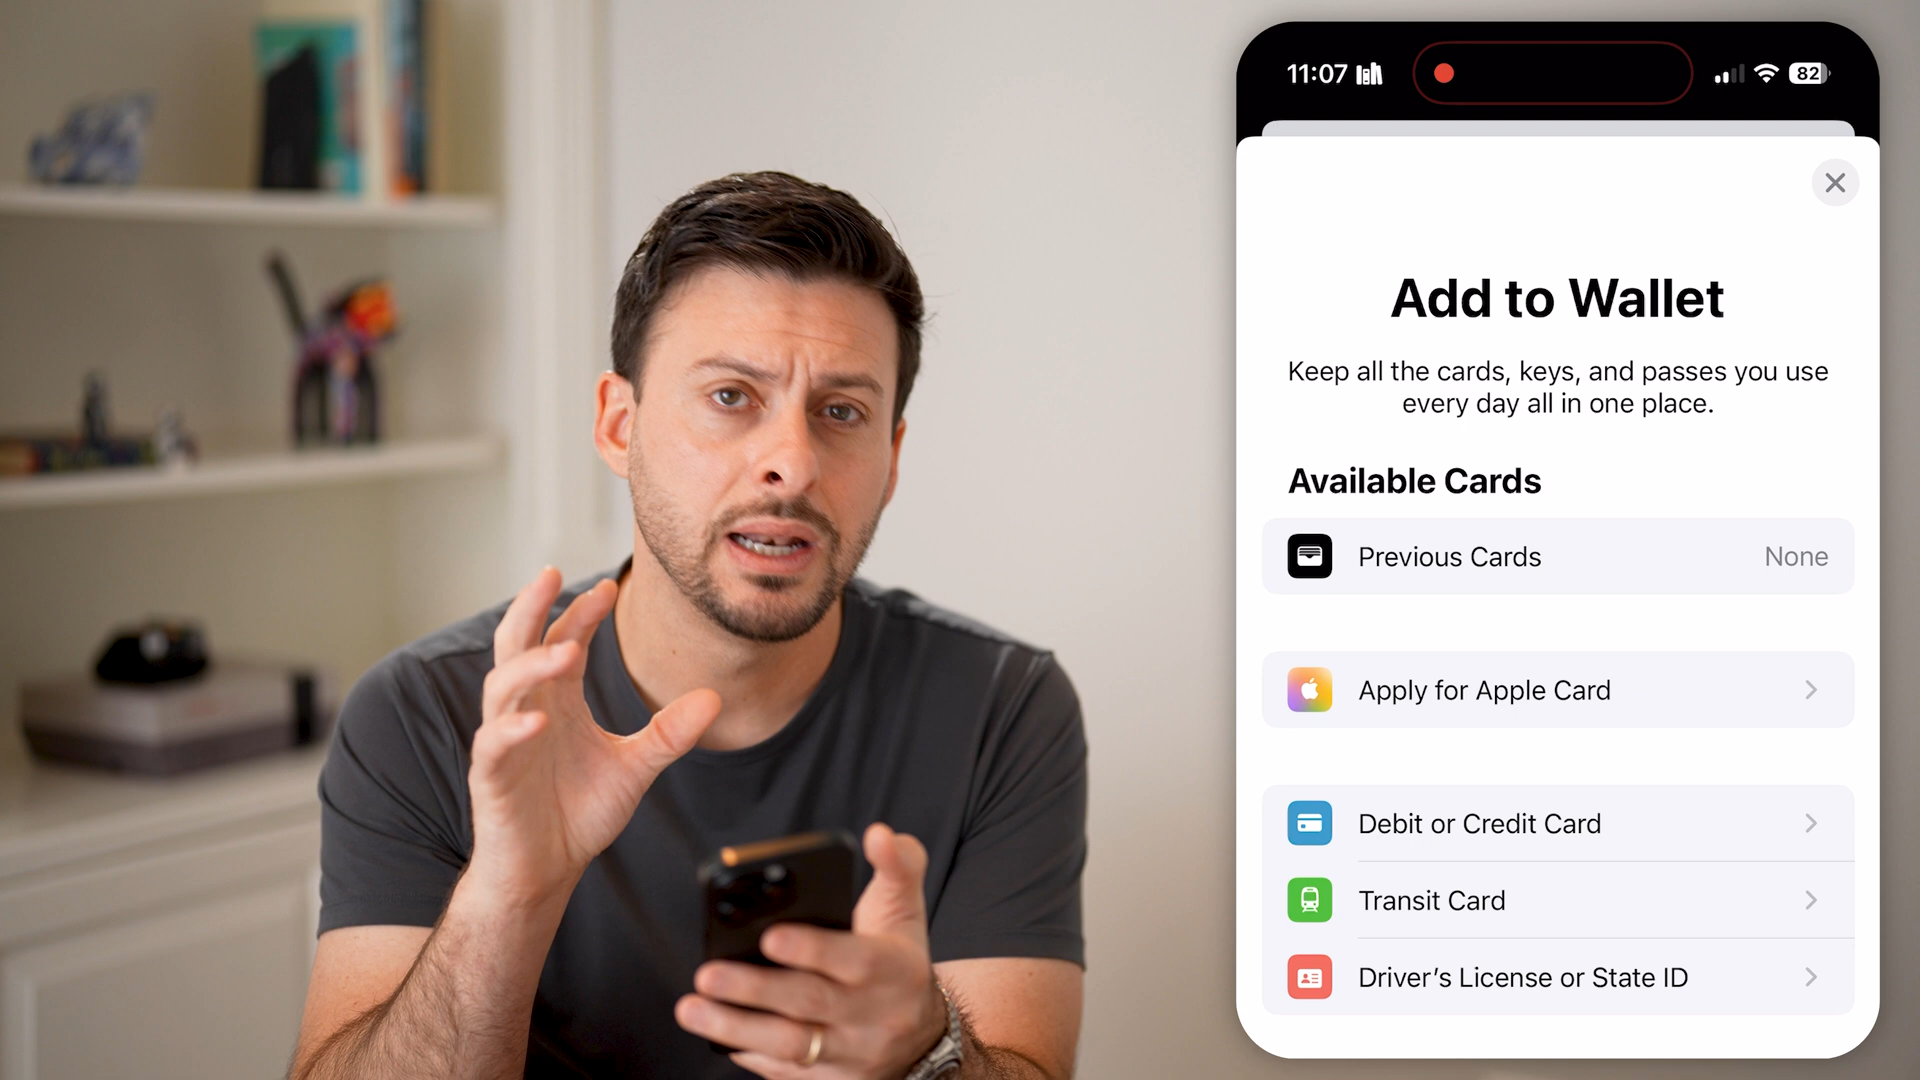 11:07
82
Add to Wallet
Keep all the cards, keys, and passes you use
every day all in one place.
Available Cards
Previous Cards None
Apply for Apple Card
Debit or Credit Card
Transit Card
Driver’s License or State ID